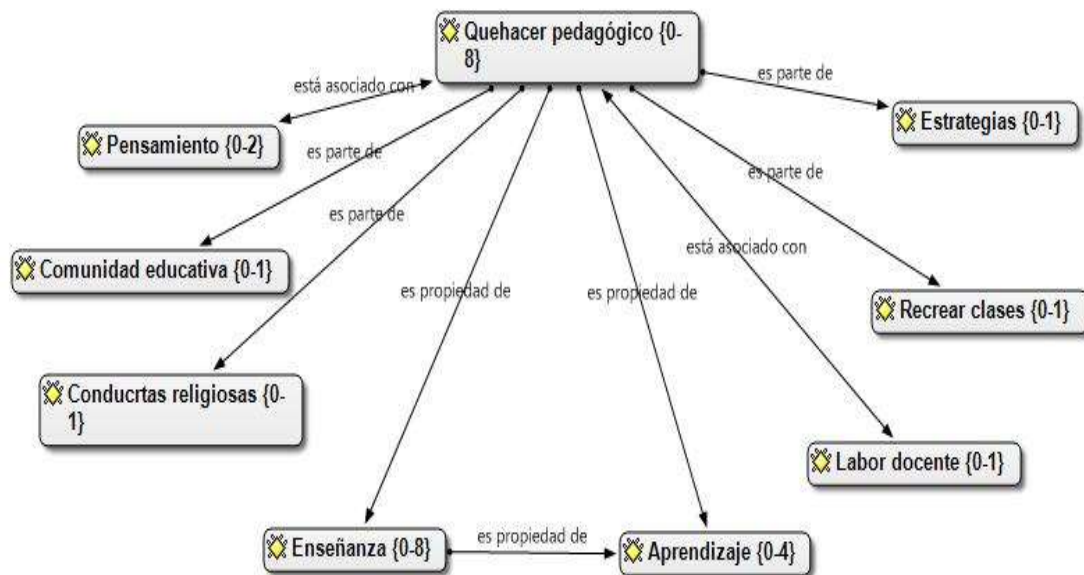 Quehacer pedagógico {0-
8}
es parte de
está asociado con
Estrategias {0-1}
Pensamiento {0-2}
es parte de
es parte de
es parte de
está asociado con
Comunidad educativa {0-1}
es propiedad de
es propiedad de
Recrear clases {0-1}
Conducrtas religiosas {0-
1}
Labor docente {0-1}
es propiedad de
Enseñanza {0-8}
Aprendizaje {0-4}